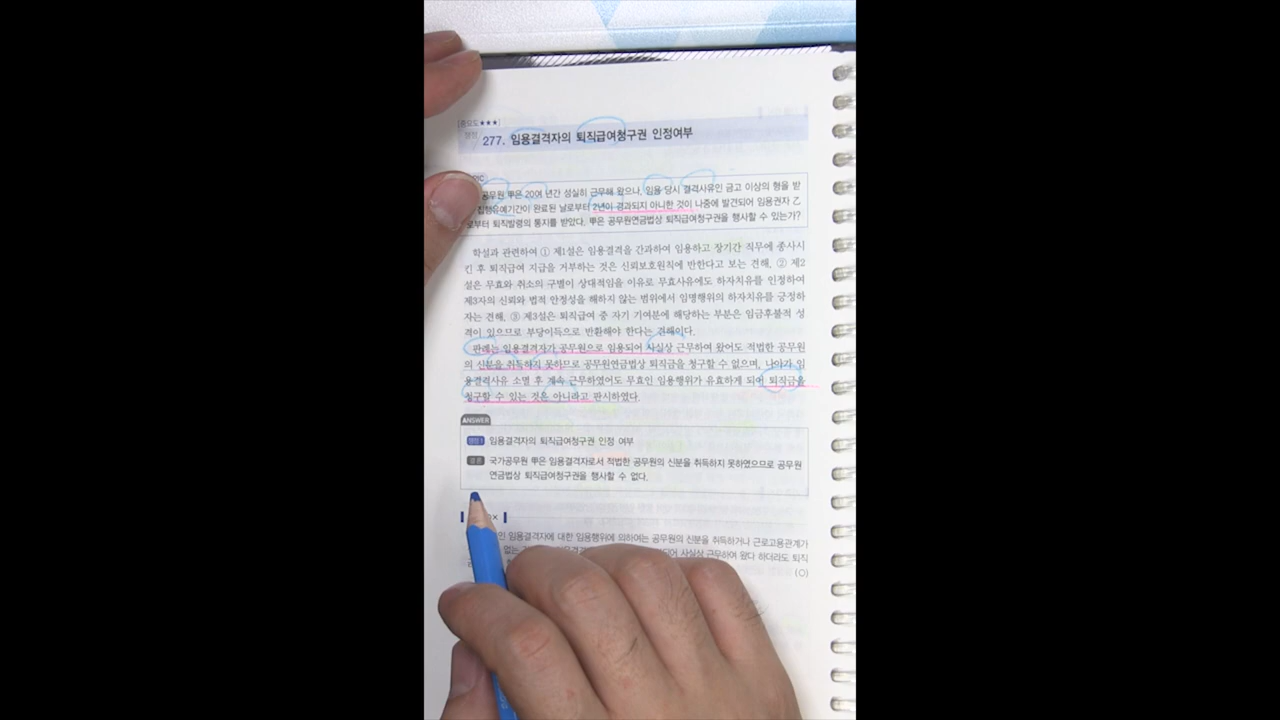 [중요도★★★]
쟁점 277. 임용결격자의 퇴직급여청구권 인정여부
공무원 甲은 20여 년간 성실히 근무해 왔으나, 임용 당시 결격사유인 금고 이상의 형을 받
집행유예기간이 완료된 날로부터 2년이 경과되지 아니한 것이 나중에 발견되어 임용권자 乙
로부터 퇴직발령의 통지를 받았다. 甲은 공무원연금법상 퇴직급여청구권을 행사할 수 있는가?
학설과 관련하여 ① 제1설은 임용결격을 간과하여 임용하고 장기간 직무에 종사시
킨 후 퇴직급여 지급을 거부하는 것은 신뢰보호원칙에 반한다고 보는 견해, ② 제2
설은 무효와 취소의 구별이 상대적임을 이유로 무효사유에도 하자치유를 인정하여
제3자의 신뢰와 법적 안정성을 해하지 않는 범위에서 임명행위의 하자치유를 긍정하
자는 견해, ③ 제3설은 퇴직급여 중 자기 기여분에 해당하는 부분은 임금후불적 성
격이 있으므로 부당이득으로 반환해야 한다는 견해이다.
판례는 임용결격자가 공무원으로 임용되어 사실상 근무하여 왔어도 적법한 공무원
의 신분을 취득하지 못하므로 공무원연금법상 퇴직금을 청구할 수 없으며, 나아가 임
용결격사유 소멸 후 계속 근무하였어도 무효인 임용행위가 유효하게 되어 퇴직금을
청구할 수 있는 것은 아니라고 판시하였다.
ANSWER
쟁점 1 임용결격자의 퇴직급여청구권 인정 여부
결론 국가공무원 甲은 임용결격자로서 적법한 공무원의 신분을 취득하지 못하였으므로 공무원
연금법상 퇴직급여청구권을 행사할 수 없다.
인 임용결격자에 대한 임용행위에 의하여는 공무원의 신분을 취득하거나 근로고용관계가
없는 사실상 근무하여 왔다 하더라도 퇴직
(○)